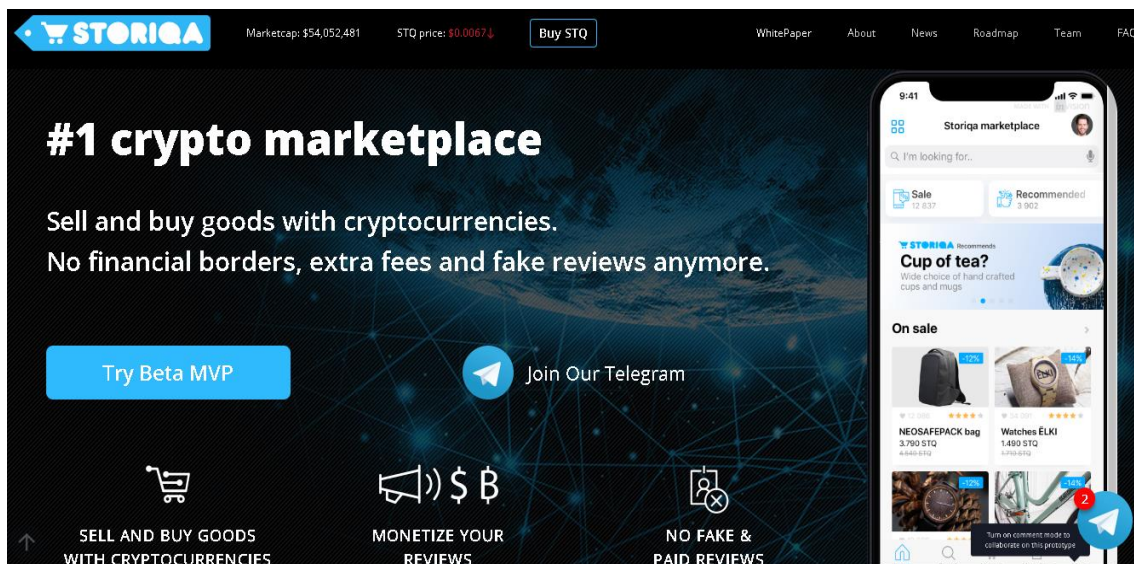 STORIQA
Marketcap: $54,052,481
STQ price: $0.0067↓
Buy STQ
WhitePaper
About
News
Roadmap
Team
FAQ
#1 crypto marketplace
Sell and buy goods with cryptocurrencies.
No financial borders, extra fees and fake reviews anymore.
Try Beta MVP
Join Our Telegram
SELL AND BUY GOODS
WITH CRYPTOCURRENCIES
MONETIZE YOUR
REVIEWS
NO FAKE &
PAID REVIEWS
9:41
Storiqa marketplace
I'm looking for..
Sale
12 837
Recommended
3 902
STORIQA Recommends
Cup of tea?
Wide choice of hand crafted
cups and mugs
On sale
-12%
-14%
ËLKI
NEOSAFEPACK bag
3.790 STQ
Watches ËLKI
1.490 STQ
-12%
-14%
2
Turn on comment mode to
collaborate on this prototype